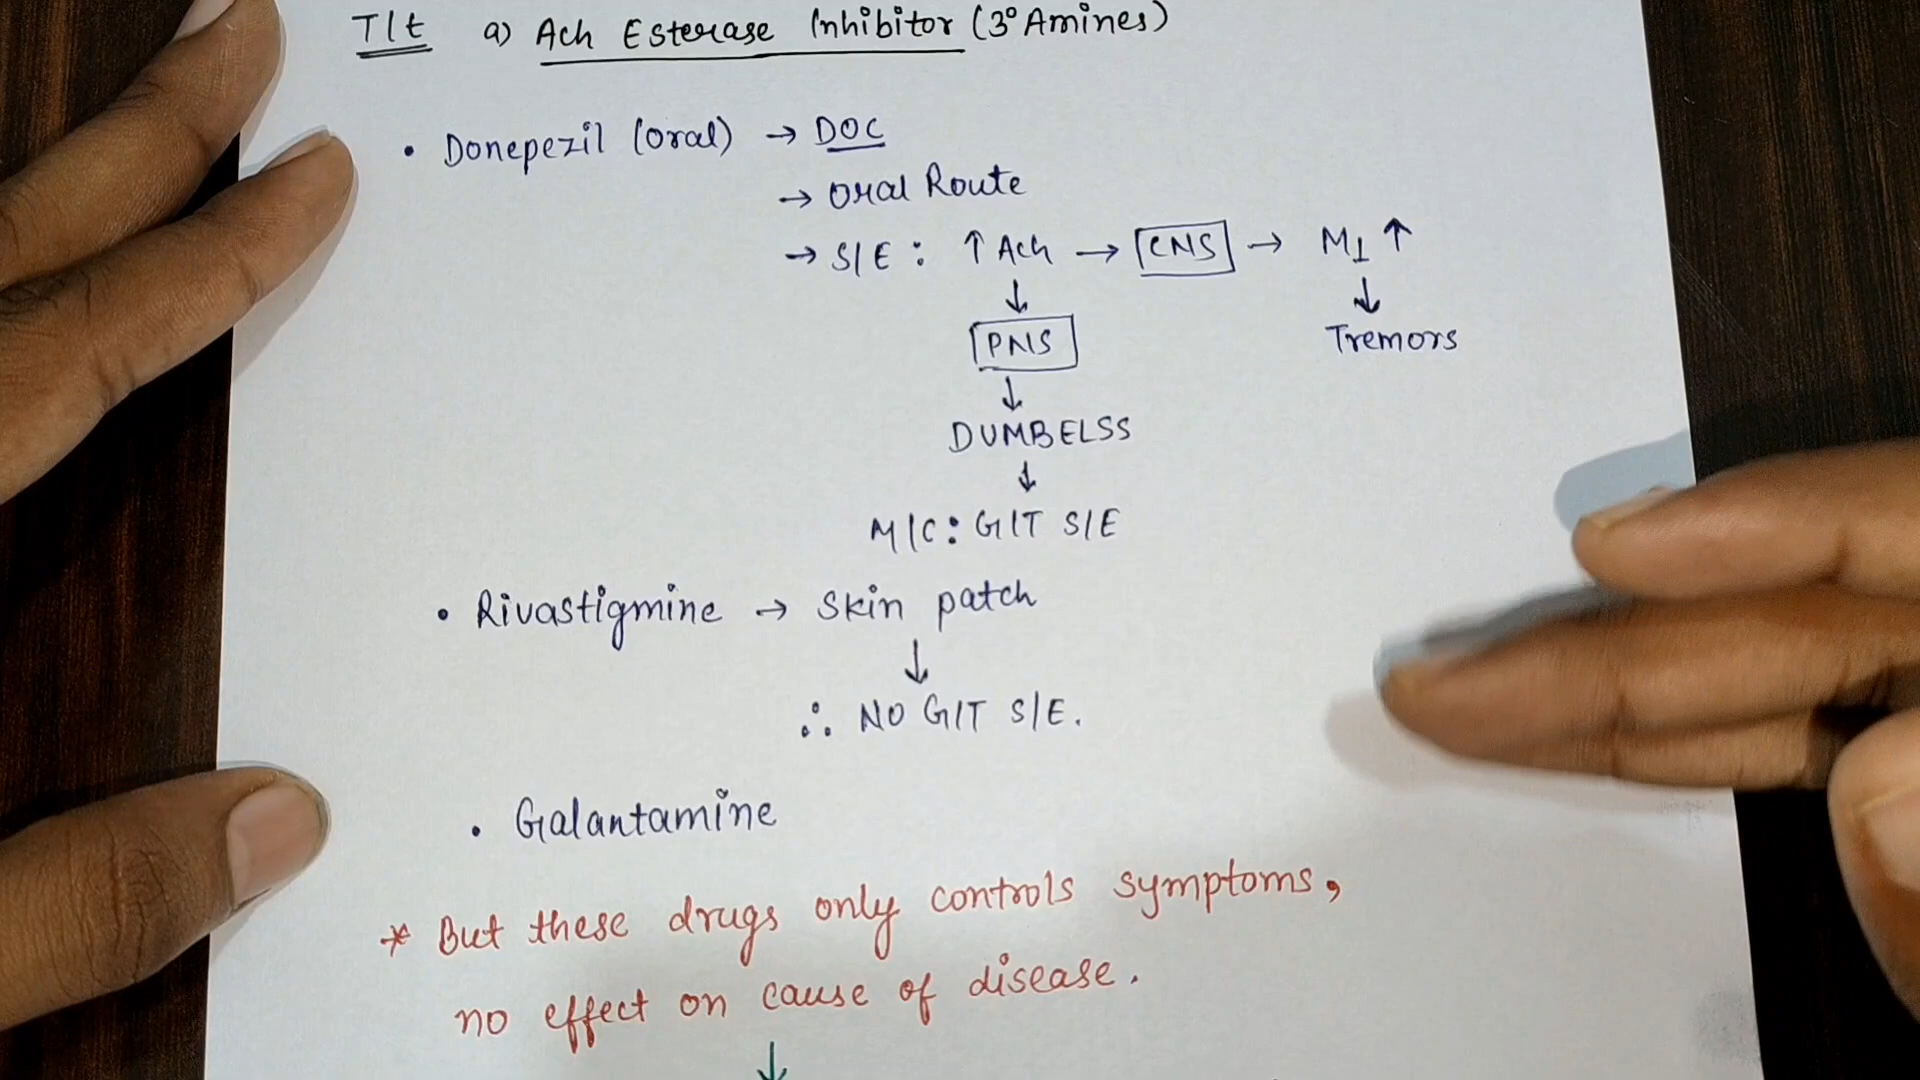 T/t a) Ach Esterase Inhibitor (3° Amines)
• Donepezil (oral) → DOC
→ Oral Route
→ S/E : ↑ Ach → CNS → M1 ↑
↓ ↓
PNS Tremors
↓
DUMBELSS
↓
M/C : GIT S/E
• Rivastigmine → Skin patch
↓
∴ NO GIT S/E.
• Galantamine
* But these drugs only controls symptoms,
no effect on cause of disease.
↓